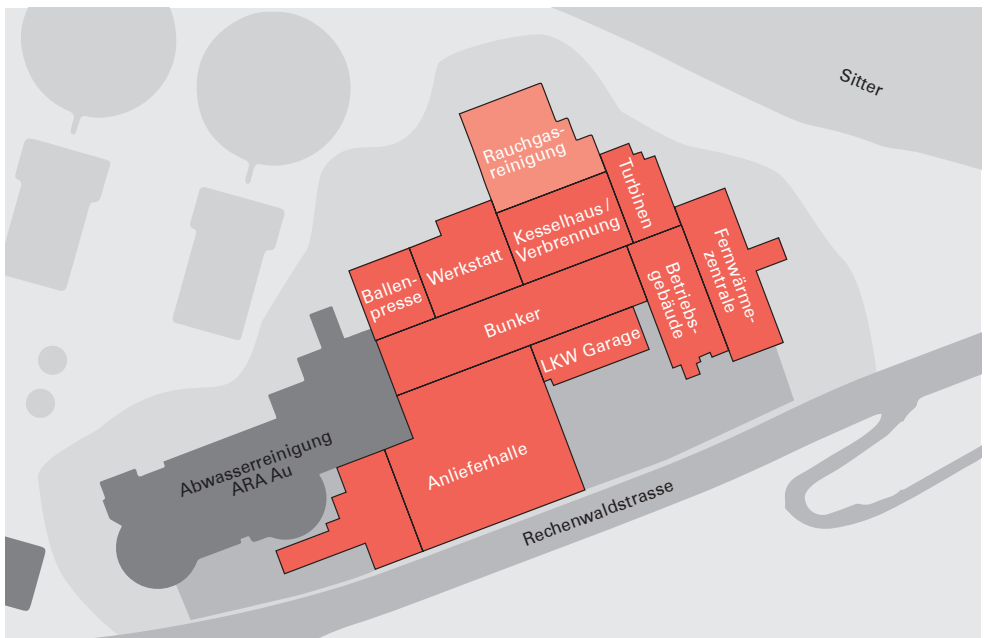 Sitter
Rauchgas-
reinigung
Turbinen
Kesselhaus/
Verbrennung
Fernwärme-
zentrale
Werkstatt
Ballen-
presse
Betriebs-
gebäude
Bunker
LKW Garage
Abwasserreinigung
ARA Au
Anlieferhalle
Rechenwaldstrasse